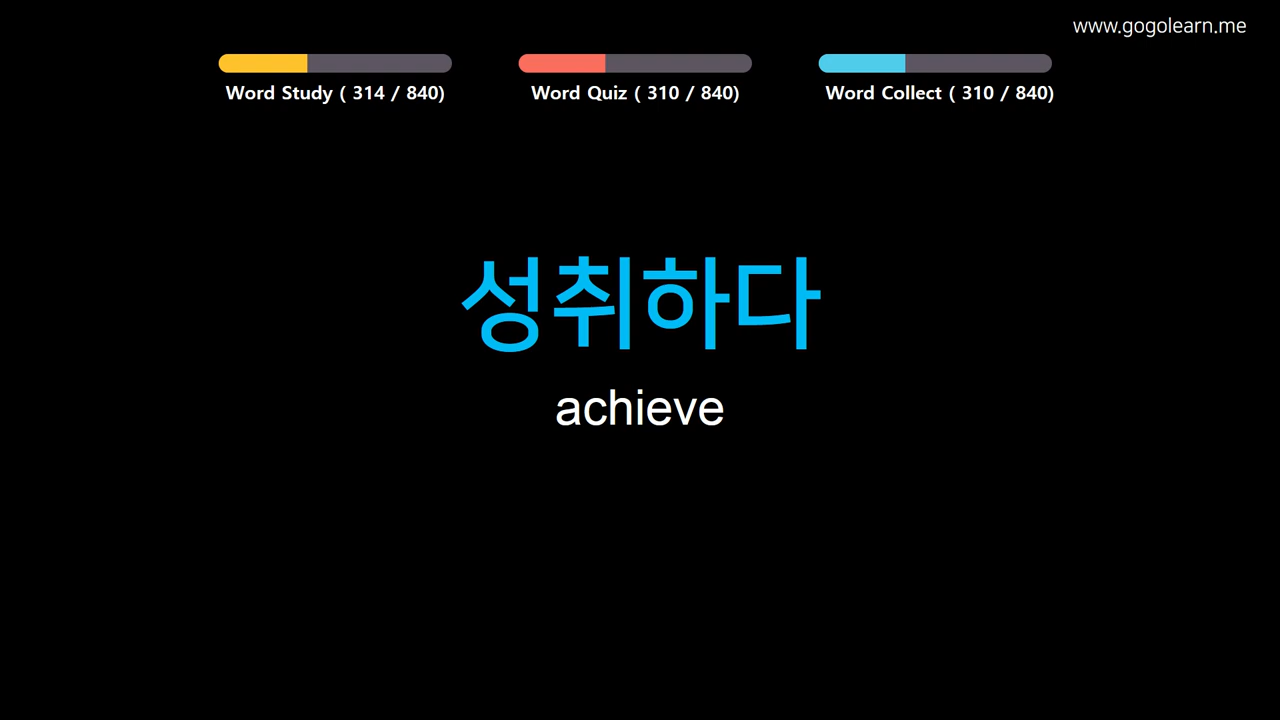 www.gogolearn.me
Word Study ( 314 / 840)
Word Quiz ( 310 / 840)
Word Collect ( 310 / 840)
성취하다
achieve